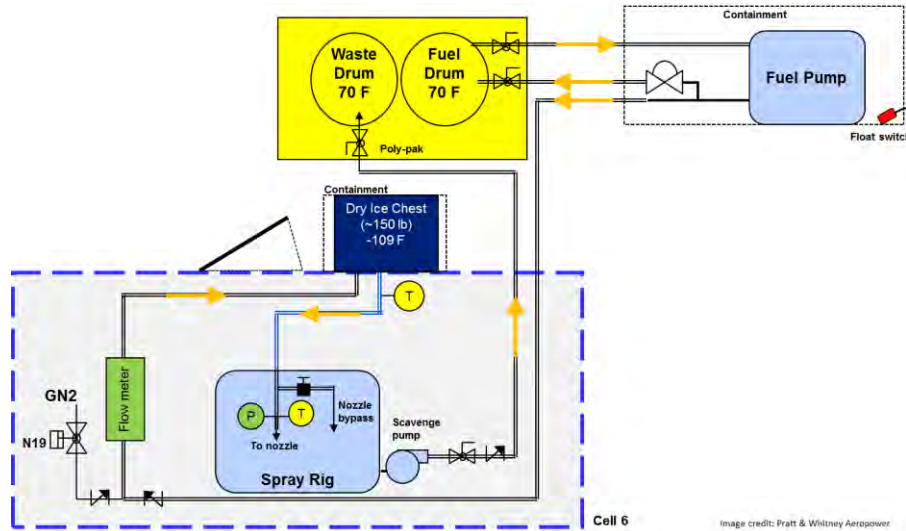 Containment
Waste
Drum
70 F
Fuel
Drum
70 F
Fuel Pump
Float switch
Poly-pak
Containment
Dry Ice Chest
(~150 lb)
-109 F
T
Flow meter
GN2
N19
P
T
Nozzle
bypass
To nozzle
Scavenge
pump
Spray Rig
Cell 6
Image credit: Pratt & Whitney Aeropower